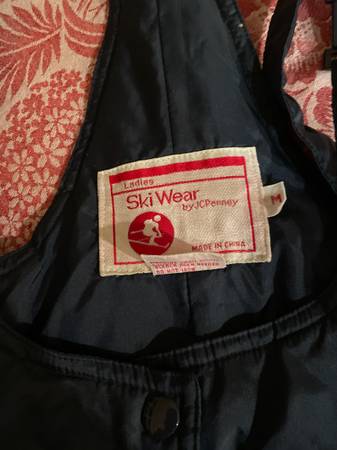 Ladies
Ski Wear
by JCPenney
M
MADE IN CHINA
DO NOT IRON